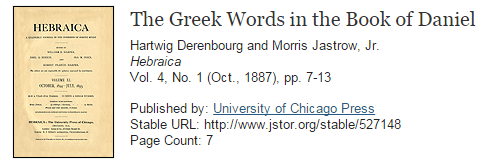 HEBRAICA
VOLUME XI.
The Greek Words in the Book of Daniel
Hartwig Derenbourg and Morris Jastrow, Jr.
Hebraica
Vol. 4, No. 1 (Oct., 1887), pp. 7-13
Published by: University of Chicago Press
Stable URL: http://www.jstor.org/stable/527148
Page Count: 7